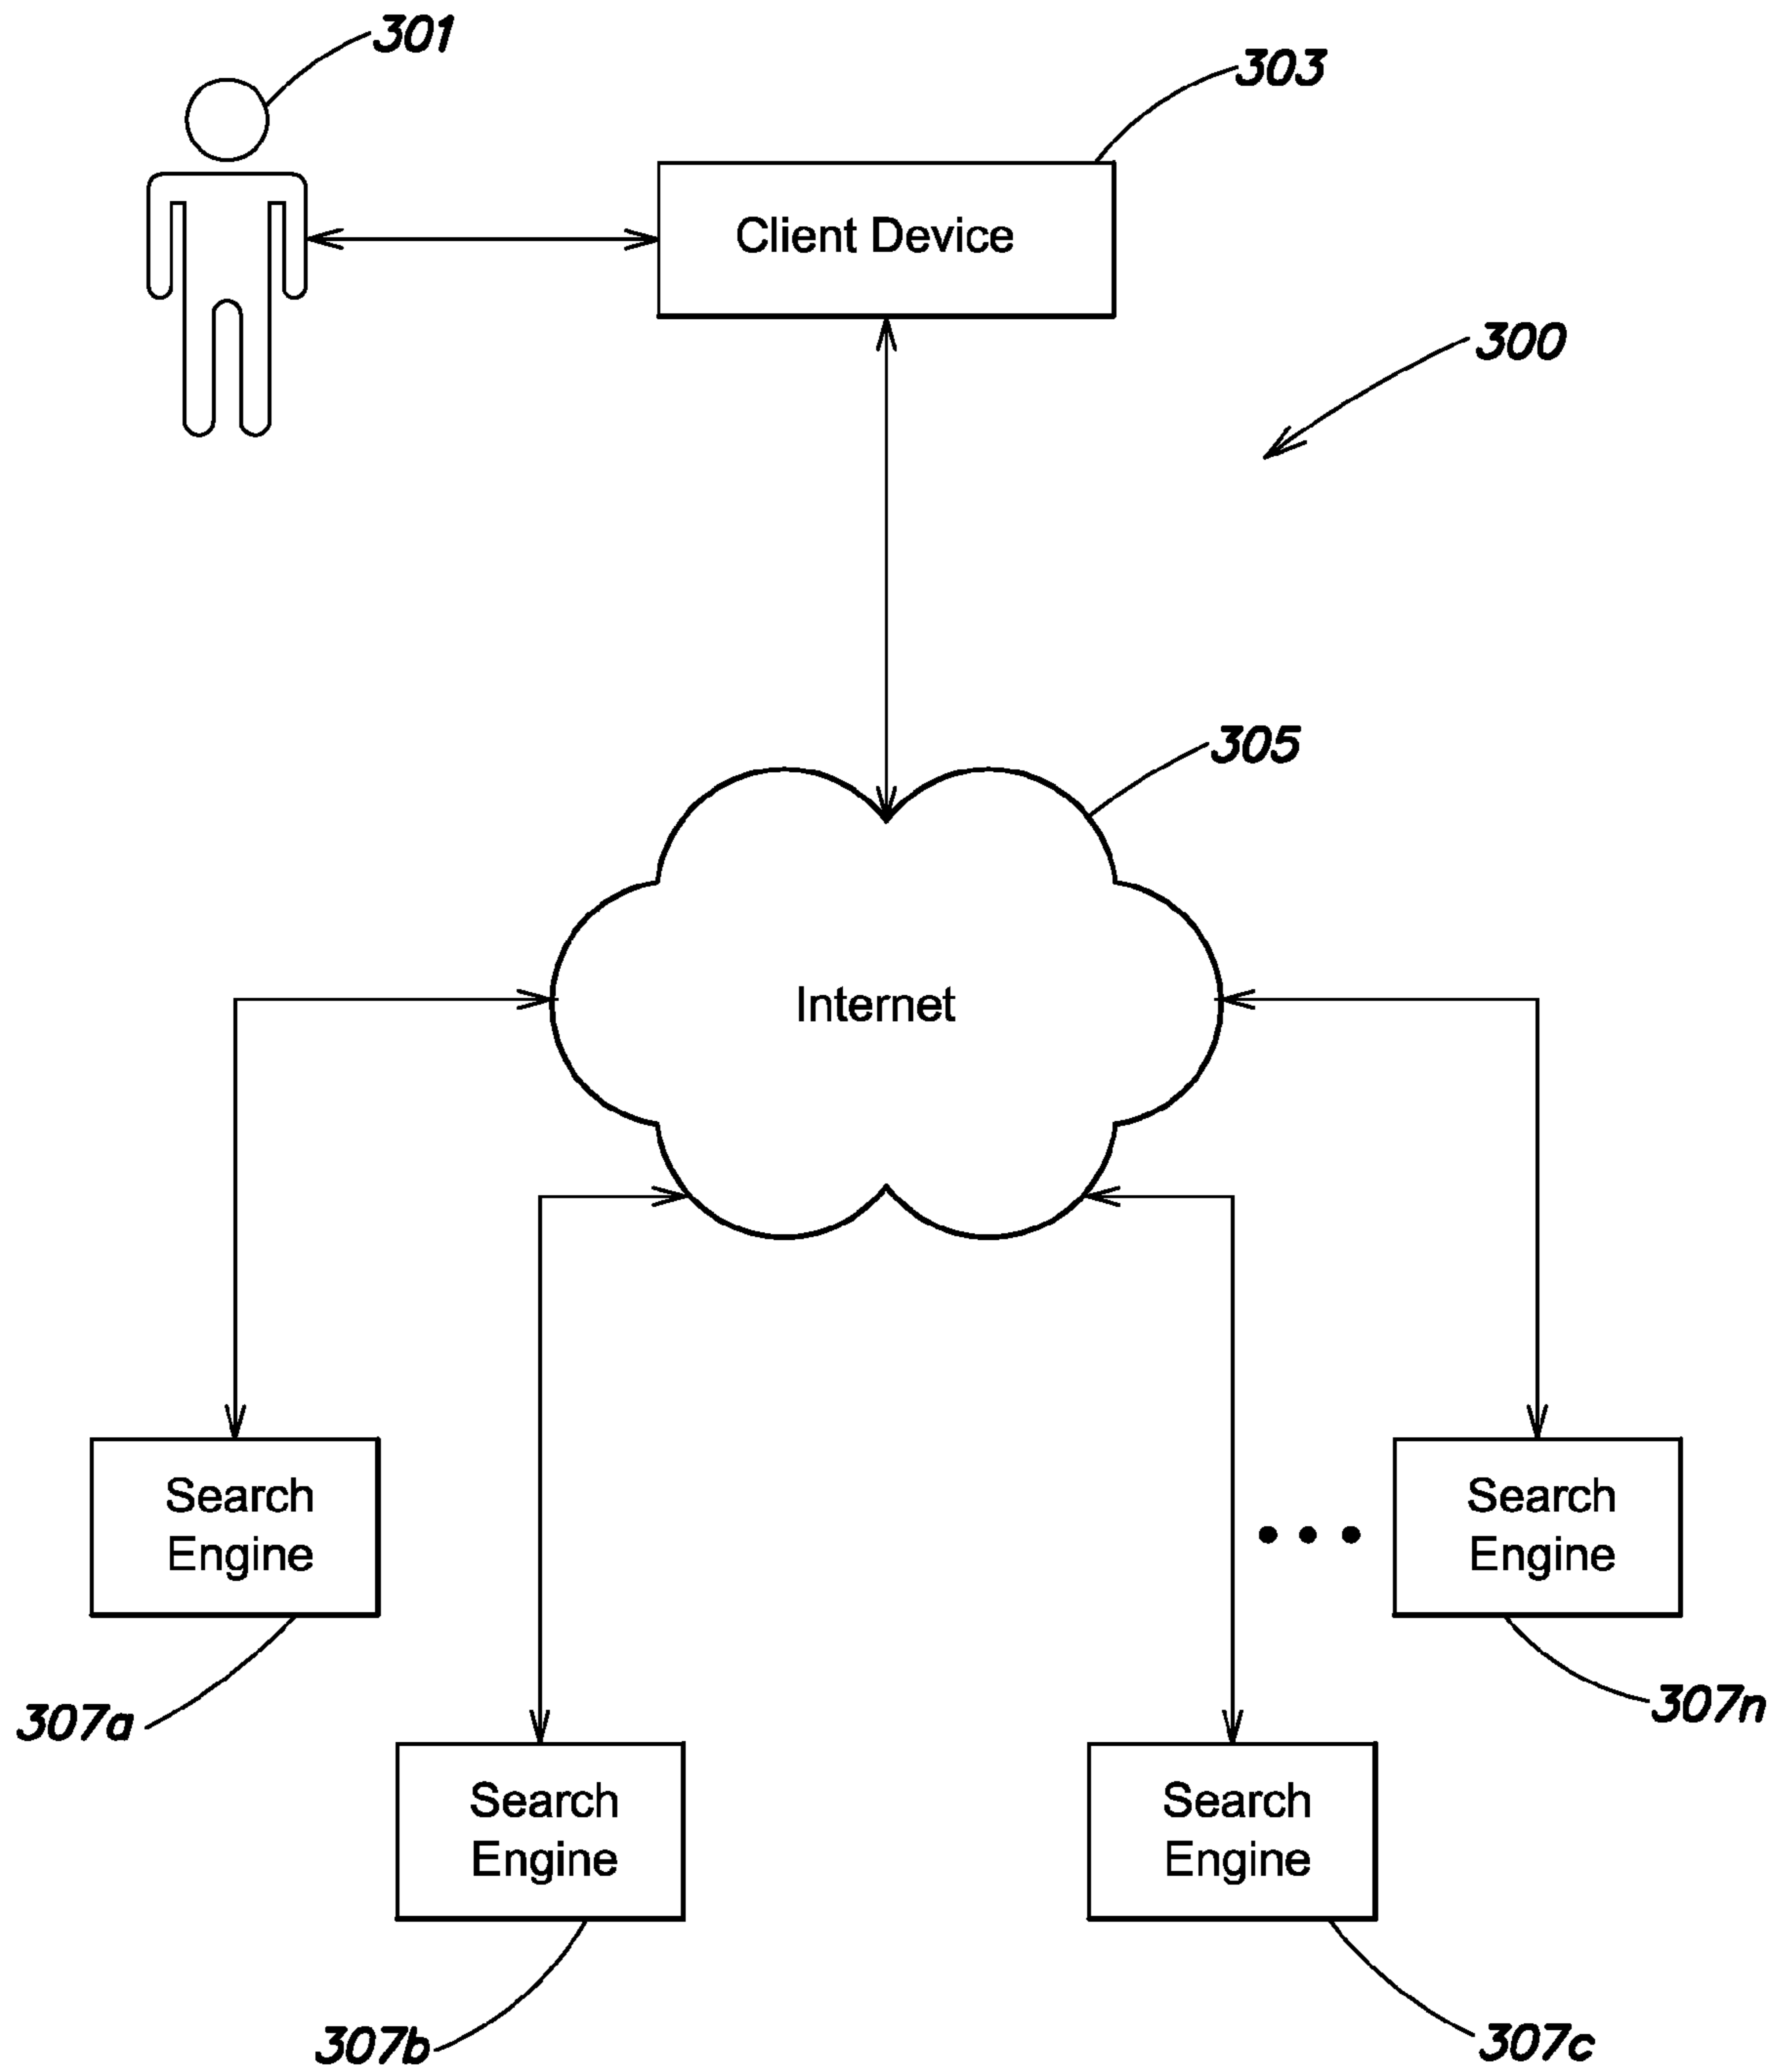 301
303
Client Device
300
305
Internet
Search
Engine
Search
Engine
307a
307n
Search
Engine
Search
Engine
307b
307c